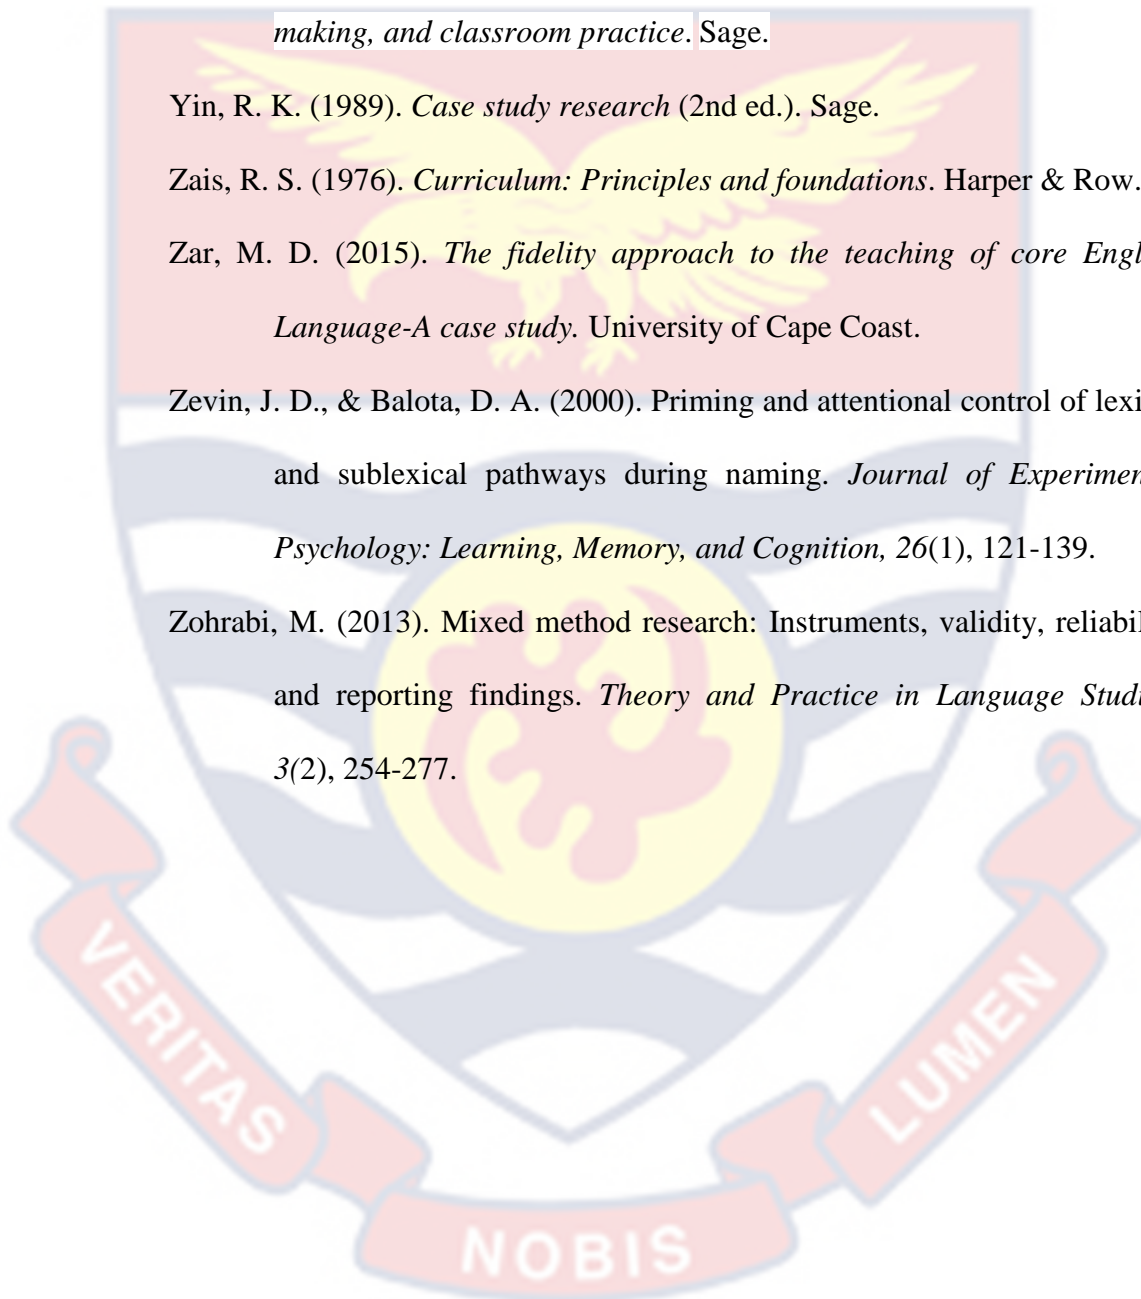 making, and classroom practice. Sage.
Yin, R. K. (1989). Case study research (2nd ed.). Sage.
Zais, R. S. (1976). Curriculum: Principles and foundations. Harper & Row.
Zar, M. D. (2015). The fidelity approach to the teaching of core Engl
Language-A case study. University of Cape Coast.
Zevin, J. D., & Balota, D. A. (2000). Priming and attentional control of lexi
and sublexical pathways during naming. Journal of Experimen
Psychology: Learning, Memory, and Cognition, 26(1), 121-139.
Zohrabi, M. (2013). Mixed method research: Instruments, validity, reliabil
and reporting findings. Theory and Practice in Language Studi
3(2), 254-277.
VERITAS
NOBIS
LUMEN